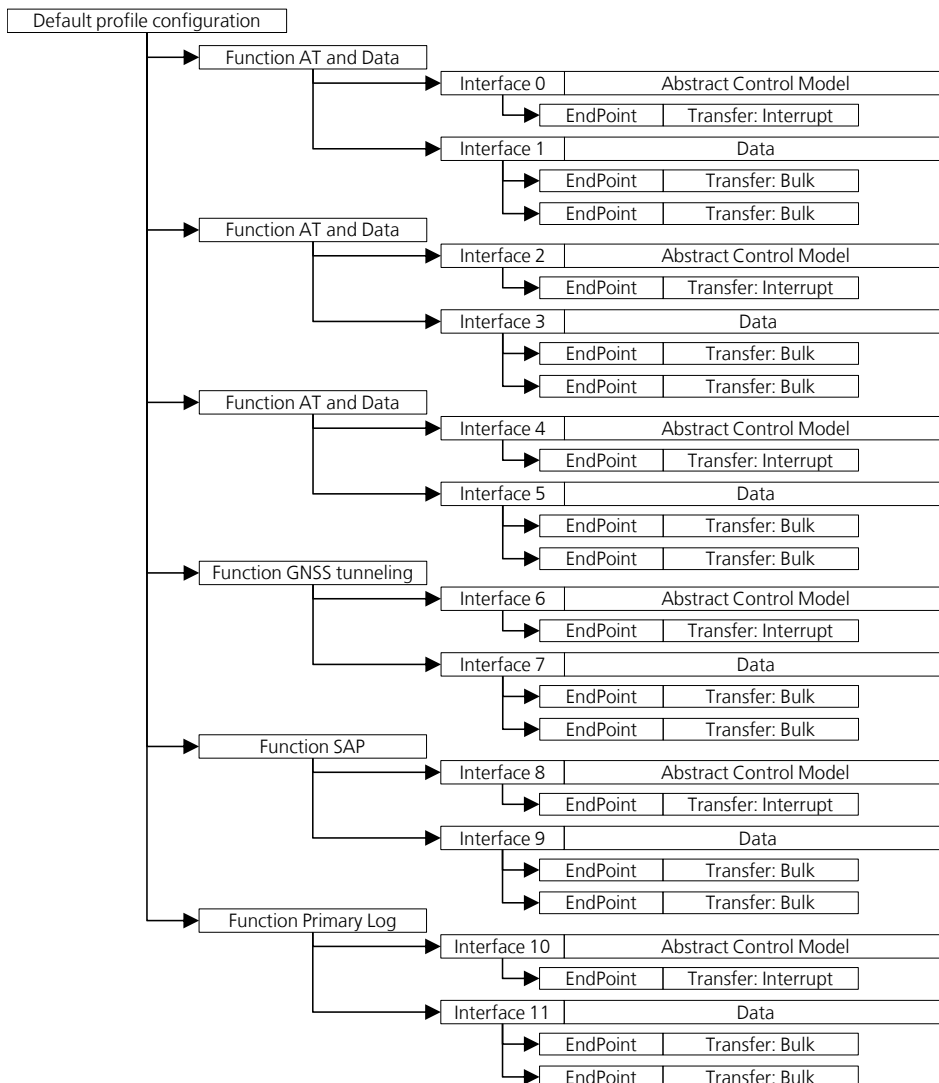 Default profile configuration
Function AT and Data
Interface 0 Abstract Control Model
EndPoint Transfer: Interrupt
Interface 1 Data
EndPoint Transfer: Bulk
EndPoint Transfer: Bulk
Function AT and Data
Interface 2 Abstract Control Model
EndPoint Transfer: Interrupt
Interface 3 Data
EndPoint Transfer: Bulk
EndPoint Transfer: Bulk
Function AT and Data
Interface 4 Abstract Control Model
EndPoint Transfer: Interrupt
Interface 5 Data
EndPoint Transfer: Bulk
EndPoint Transfer: Bulk
Function GNSS tunneling
Interface 6 Abstract Control Model
EndPoint Transfer: Interrupt
Interface 7 Data
EndPoint Transfer: Bulk
EndPoint Transfer: Bulk
Function SAP
Interface 8 Abstract Control Model
EndPoint Transfer: Interrupt
Interface 9 Data
EndPoint Transfer: Bulk
EndPoint Transfer: Bulk
Function Primary Log
Interface 10 Abstract Control Model
EndPoint Transfer: Interrupt
Interface 11 Data
EndPoint Transfer: Bulk
EndPoint Transfer: Bulk